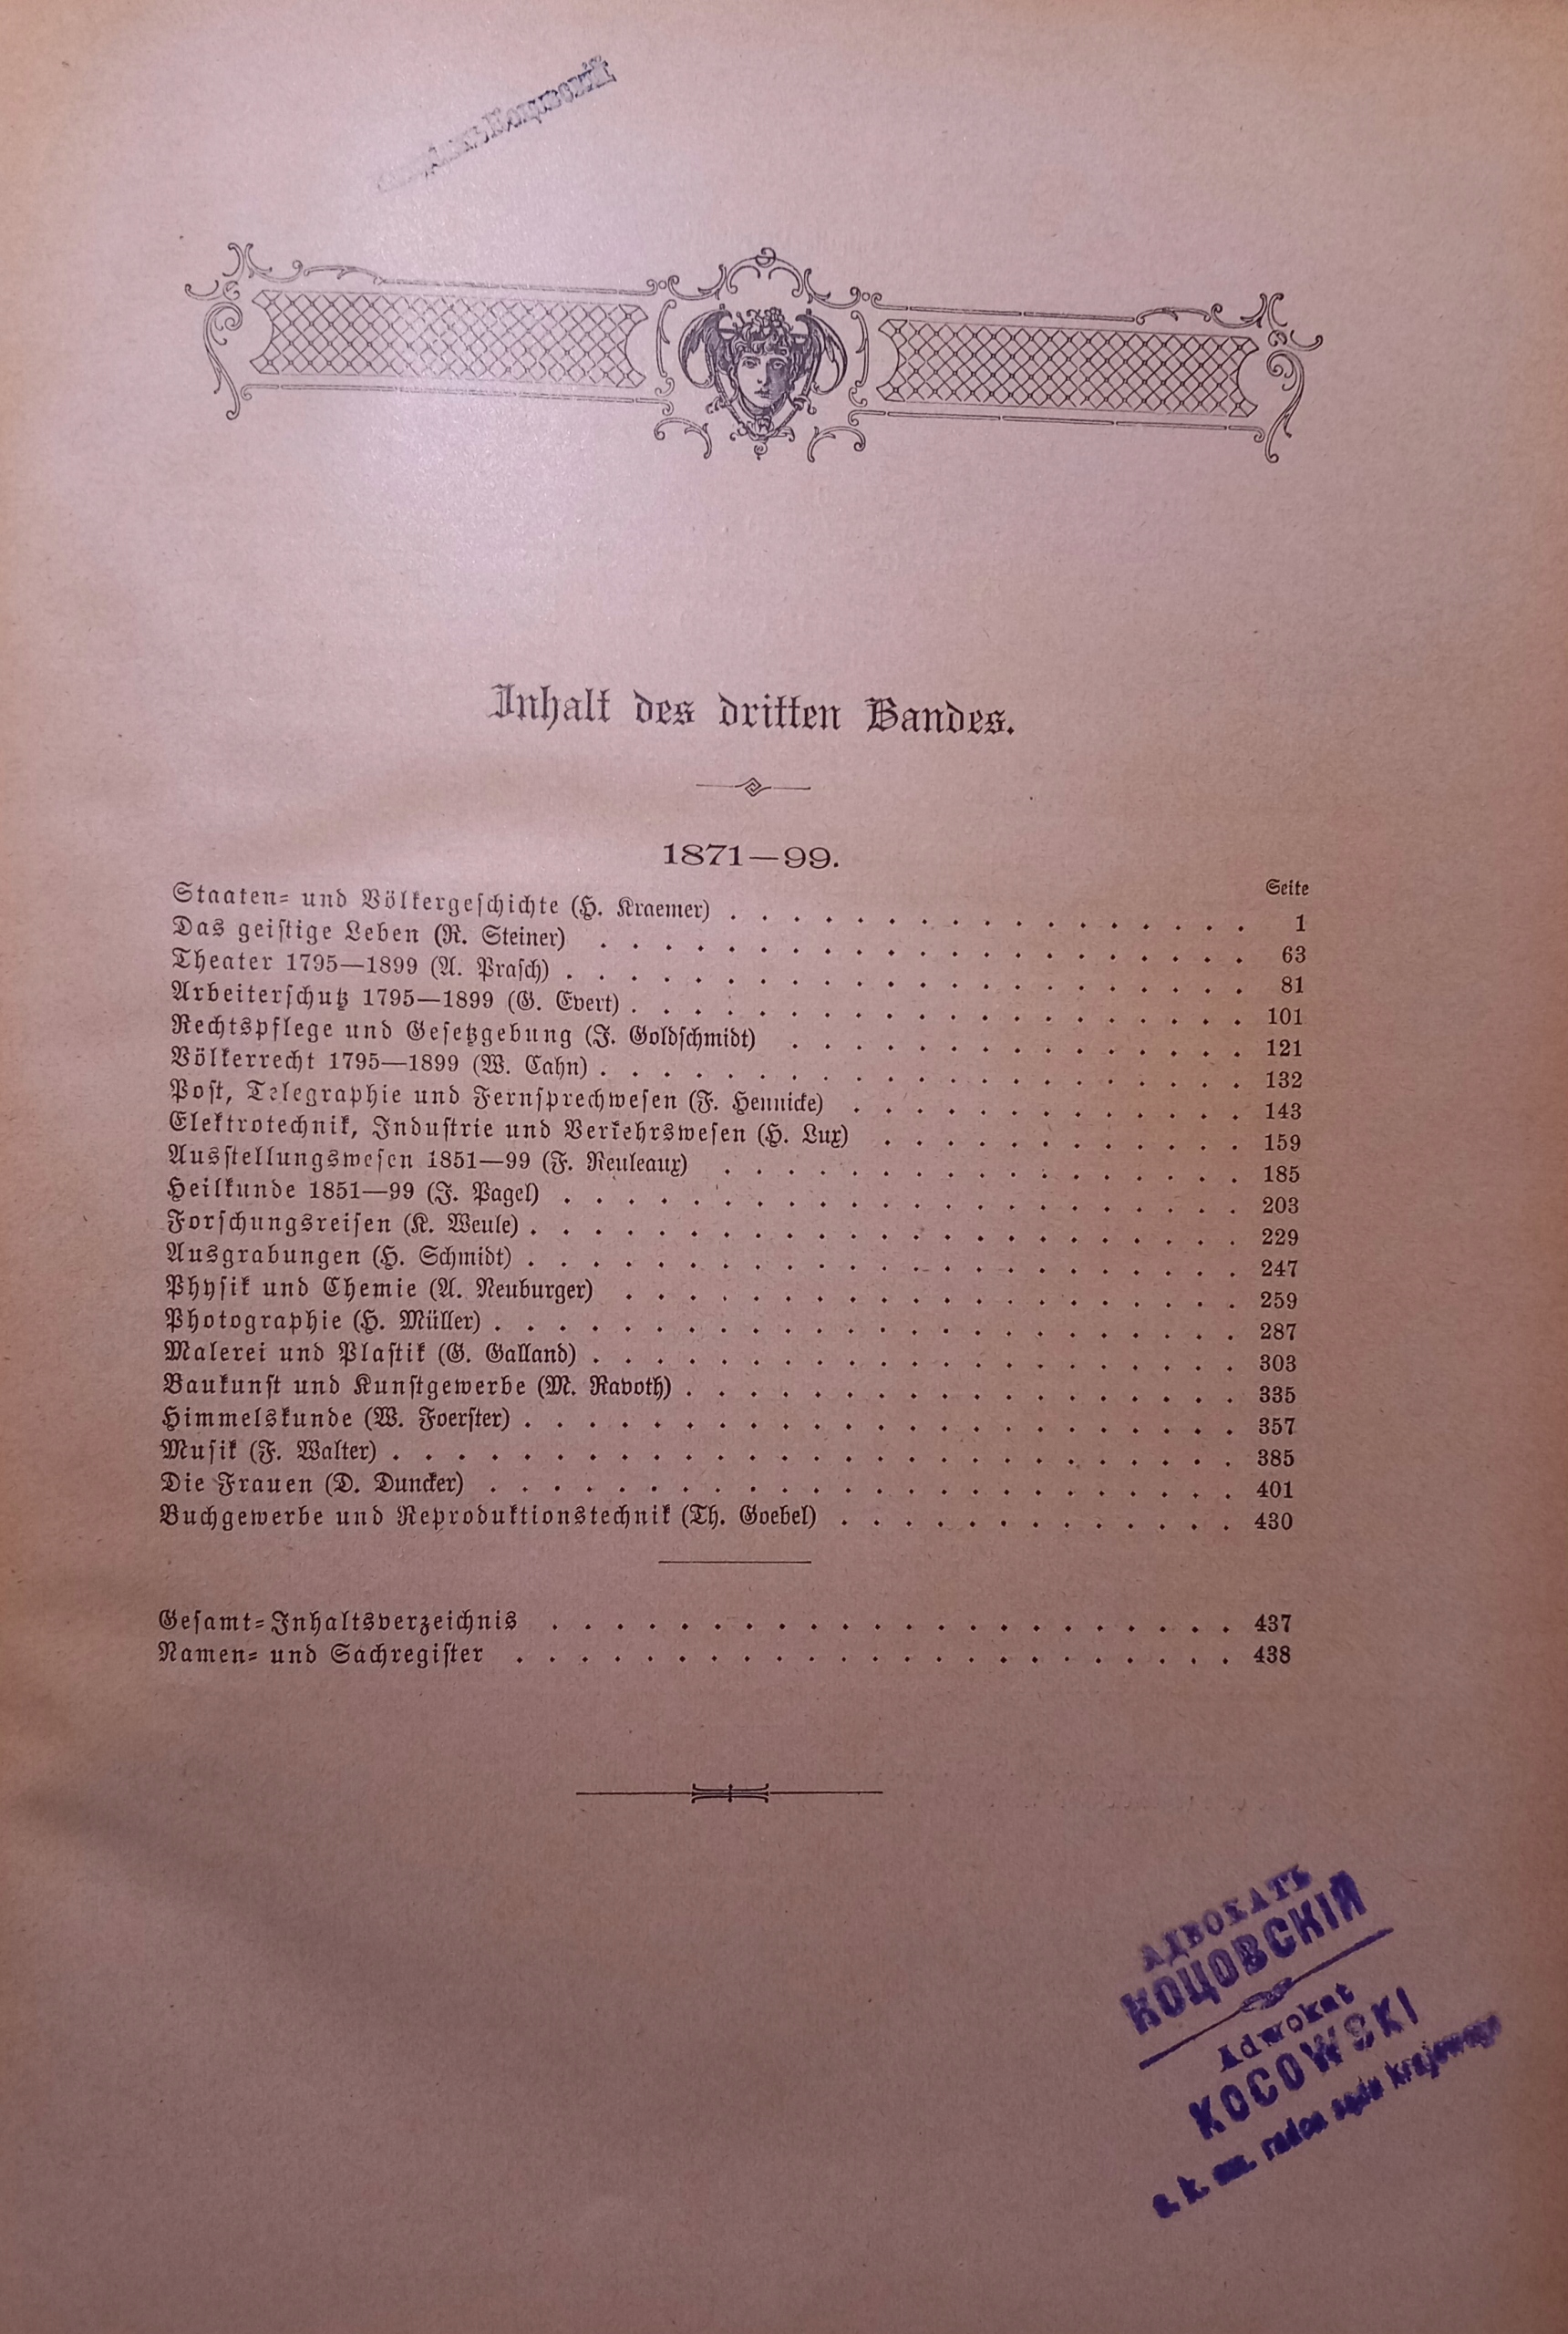 Коцовскій
Inhalt des dritten Bandes.
1871—99.
Seite
Staaten= und Völkergeschichte (H. Kraemer) . . . . . . . . . . . . . . . . . 1
Das geistige Leben (R. Steiner) . . . . . . . . . . . . . . . . . . . . . 63
Theater 1795—1899 (A. Prasch) . . . . . . . . . . . . . . . . . . . . . . 81
Arbeiterschutz 1795—1899 (G. Evert) . . . . . . . . . . . . . . . . . . . . 101
Rechtspflege und Gesetzgebung (J. Goldschmidt) . . . . . . . . . . . . . . . 121
Völkerrecht 1795—1899 (W. Cahn) . . . . . . . . . . . . . . . . . . . . . 132
Post, Telegraphie und Fernsprechwesen (F. Hennicke) . . . . . . . . . . . . . 143
Elektrotechnik, Industrie und Verkehrswesen (H. Lux) . . . . . . . . . . . . 159
Ausstellungswesen 1851—99 (F. Reuleaux) . . . . . . . . . . . . . . . . . 185
Heilkunde 1851—99 (J. Pagel) . . . . . . . . . . . . . . . . . . . . . . 203
Forschungsreisen (K. Weule) . . . . . . . . . . . . . . . . . . . . . . . 229
Ausgrabungen (H. Schmidt) . . . . . . . . . . . . . . . . . . . . . . . 247
Physik und Chemie (A. Neuburger) . . . . . . . . . . . . . . . . . . . . 259
Photographie (H. Müller) . . . . . . . . . . . . . . . . . . . . . . . . 287
Malerei und Plastik (G. Galland) . . . . . . . . . . . . . . . . . . . . . 303
Baukunst und Kunstgewerbe (M. Ravoth) . . . . . . . . . . . . . . . . . . 335
Himmelskunde (W. Foerster) . . . . . . . . . . . . . . . . . . . . . . . 357
Musik (F. Walter) . . . . . . . . . . . . . . . . . . . . . . . . . . . 385
Die Frauen (D. Duncker) . . . . . . . . . . . . . . . . . . . . . . . . 401
Buchgewerbe und Reproduktionstechnik (Th. Goebel) . . . . . . . . . . . . . 430
Gesamt=Inhaltsverzeichnis . . . . . . . . . . . . . . . . . . . . . . 437
Namen= und Sachregister . . . . . . . . . . . . . . . . . . . . . . . 438
АДВОКАТЪ
КОЦОВСКІЙ
Adwokat
KOCOWSKI
c. k. em. radca sądu krajowego